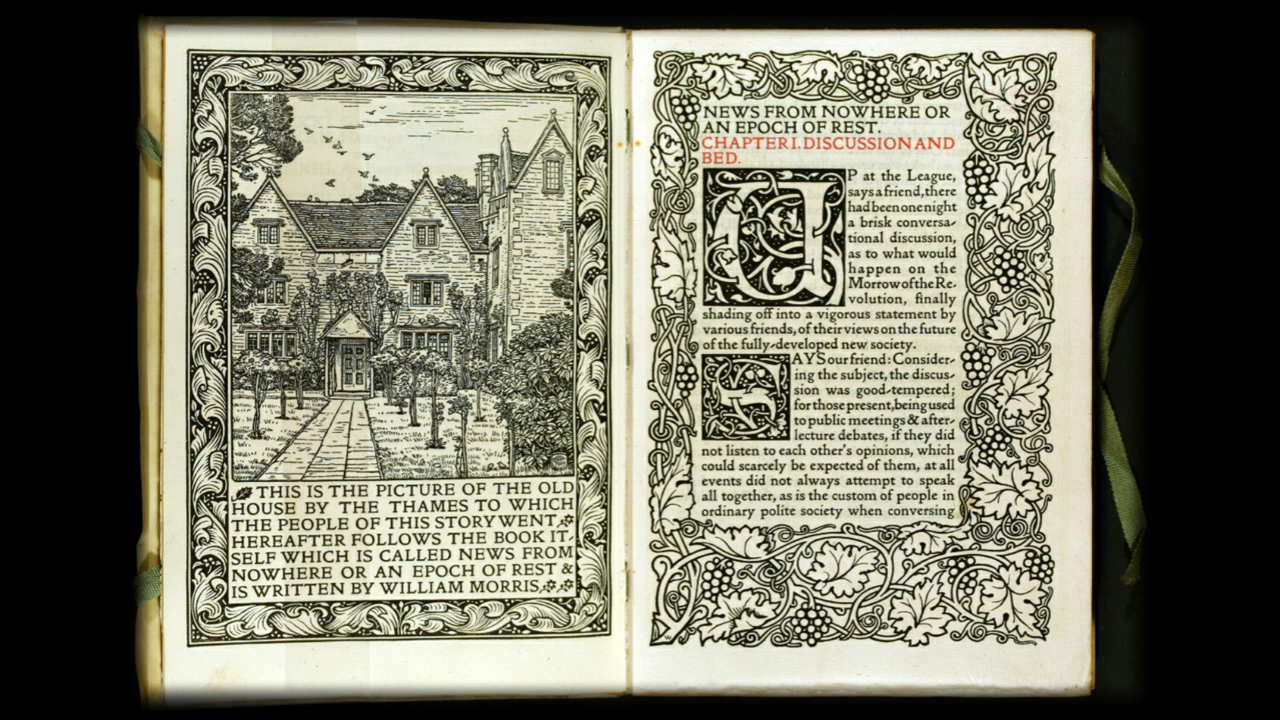 THIS IS THE PICTURE OF THE OLD
HOUSE BY THE THAMES TO WHICH
THE PEOPLE OF THIS STORY WENT
HEREAFTER FOLLOWS THE BOOK IT-
SELF WHICH IS CALLED NEWS FROM
NOWHERE OR AN EPOCH OF REST &
IS WRITTEN BY WILLIAM MORRIS
NEWS FROM NOWHERE OR
AN EPOCH OF REST.
CHAPTER I. DISCUSSION AND
BED.
UP at the League,
says a friend, there
had been one night
a brisk conversa-
tional discussion,
as to what would
happen on the
Morrow of the Re-
volution, finally
shading off into a vigorous statement by
various friends, of their views on the future
of the fully-developed new society.
SAYS our friend: Consider-
ing the subject, the discus-
sion was good-tempered;
for those present, being used
to public meetings & after-
lecture debates, if they did
not listen to each other's opinions, which
could scarcely be expected of them, at all
events did not always attempt to speak
all together, as is the custom of people in
ordinary polite society when conversing